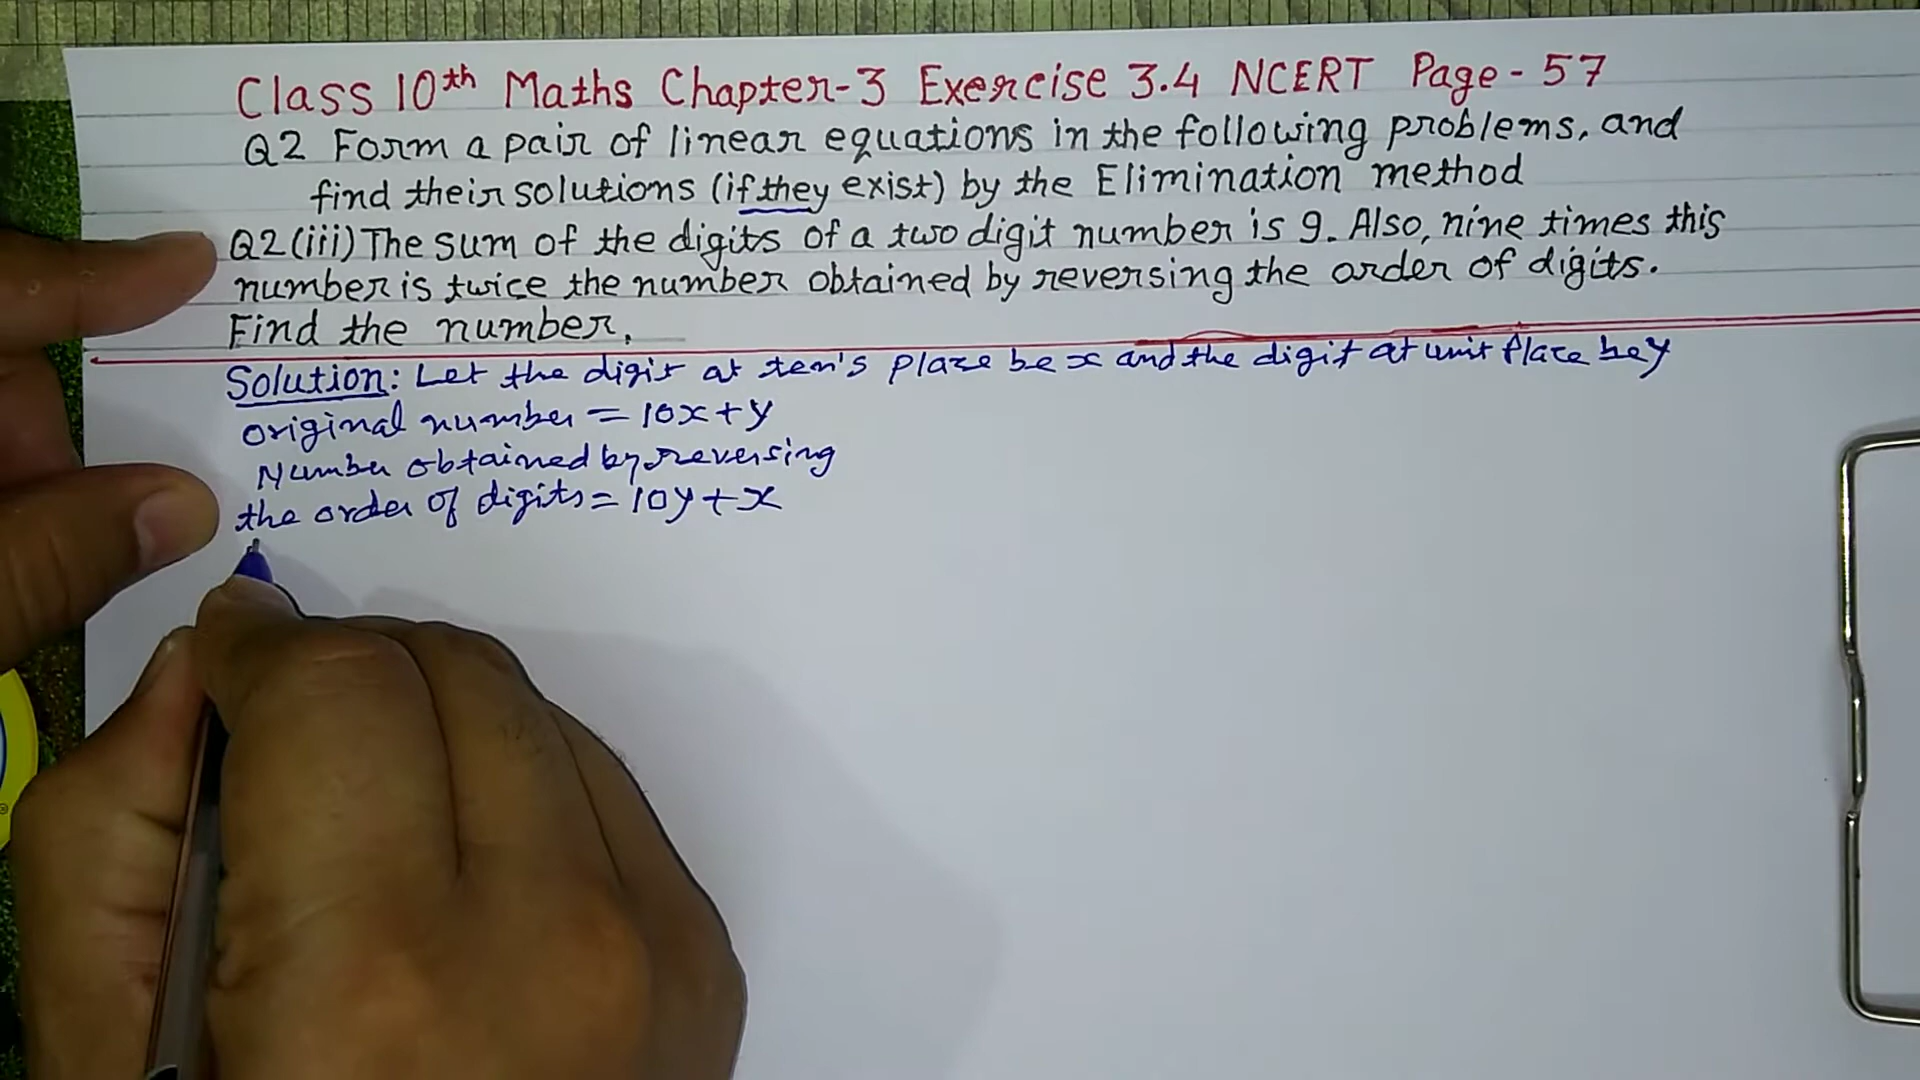 Class 10th Maths Chapter-3 Exercise 3.4 NCERT Page-57
Q2 Form a pair of linear equations in the following problems, and
find their solutions (if they exist) by the Elimination method
Q2(iii) The sum of the digits of a two digit number is 9. Also, nine times this
number is twice the number obtained by reversing the order of digits.
Find the number.
Solution: Let the digit at ten's place be x and the digit at unit place be y
original number = 10x+y
Number obtained by reversing
the order of digits = 10y+x